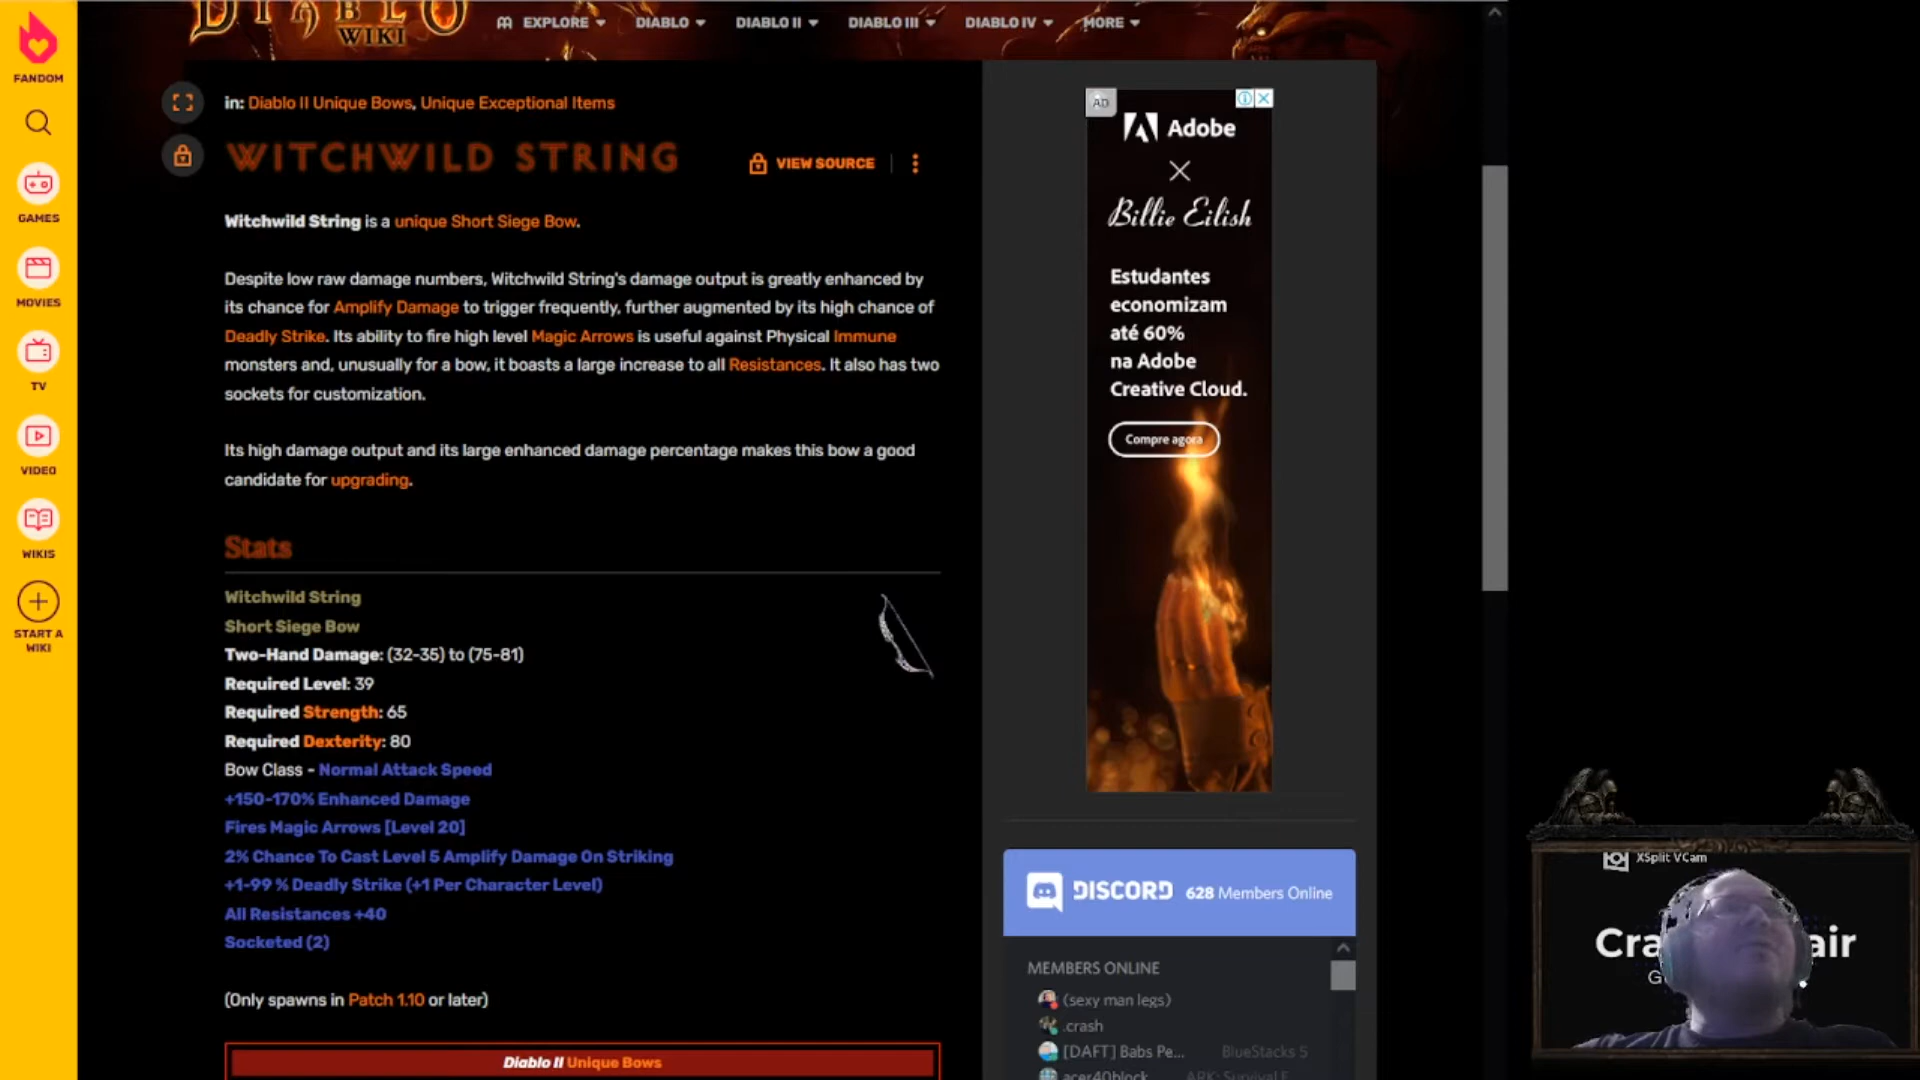 DIABLO
WIKI
EXPLORE
DIABLO
DIABLO II
DIABLO III
DIABLO IV
MORE
FANDOM
GAMES
MOVIES
TV
VIDEO
WIKIS
START A
WIKI
in: Diablo II Unique Bows, Unique Exceptional Items
WITCHWILD STRING
VIEW SOURCE
Witchwild String is a unique Short Siege Bow.
Despite low raw damage numbers, Witchwild String's damage output is greatly enhanced by
its chance for Amplify Damage to trigger frequently, further augmented by its high chance of
Deadly Strike. Its ability to fire high level Magic Arrows is useful against Physical Immune
monsters and, unusually for a bow, it boasts a large increase to all Resistances. It also has two
sockets for customization.
Its high damage output and its large enhanced damage percentage makes this bow a good
candidate for upgrading.
Stats
Witchwild String
Short Siege Bow
Two-Hand Damage: (32-35) to (75-81)
Required Level: 39
Required Strength: 65
Required Dexterity: 80
Bow Class - Normal Attack Speed
+150-170% Enhanced Damage
Fires Magic Arrows [Level 20]
2% Chance To Cast Level 5 Amplify Damage On Striking
+1-99 % Deadly Strike (+1 Per Character Level)
All Resistances +40
Socketed (2)
(Only spawns in Patch 1.10 or later)
Diablo II Unique Bows
AD
Adobe
Billie Eilish
Estudantes
economizam
até 60%
na Adobe
Creative Cloud.
Compre agora
DISCORD 628 Members Online
MEMBERS ONLINE
(sexy man legs)
.crash
[DAFT] Babs Pe... BlueStacks 5
acer40block ARK: Survival E...
XSplit VCam